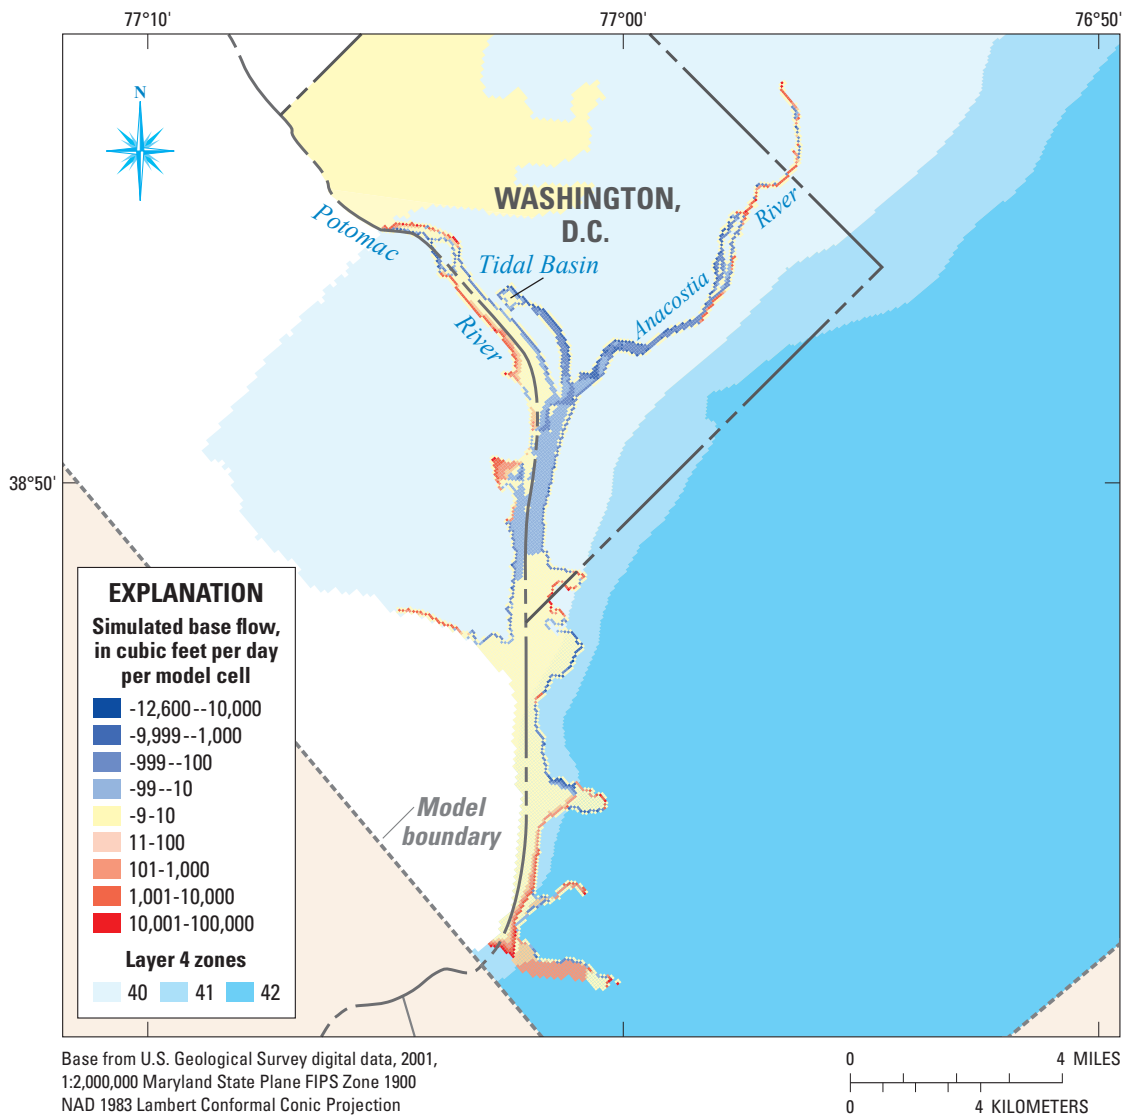 77°10'
77°00'
76°50'
N
WASHINGTON,
D.C.
Potomac
River
Tidal Basin
Anacostia
River
38°50'
EXPLANATION
Simulated base flow,
in cubic feet per day
per model cell
-12,600--10,000
-9,999--1,000
-999--100
-99--10
-9-10
11-100
101-1,000
1,001-10,000
10,001-100,000
Layer 4 zones
40 41 42
Model
boundary
Base from U.S. Geological Survey digital data, 2001,
1:2,000,000 Maryland State Plane FIPS Zone 1900
NAD 1983 Lambert Conformal Conic Projection
0 4 MILES
0 4 KILOMETERS